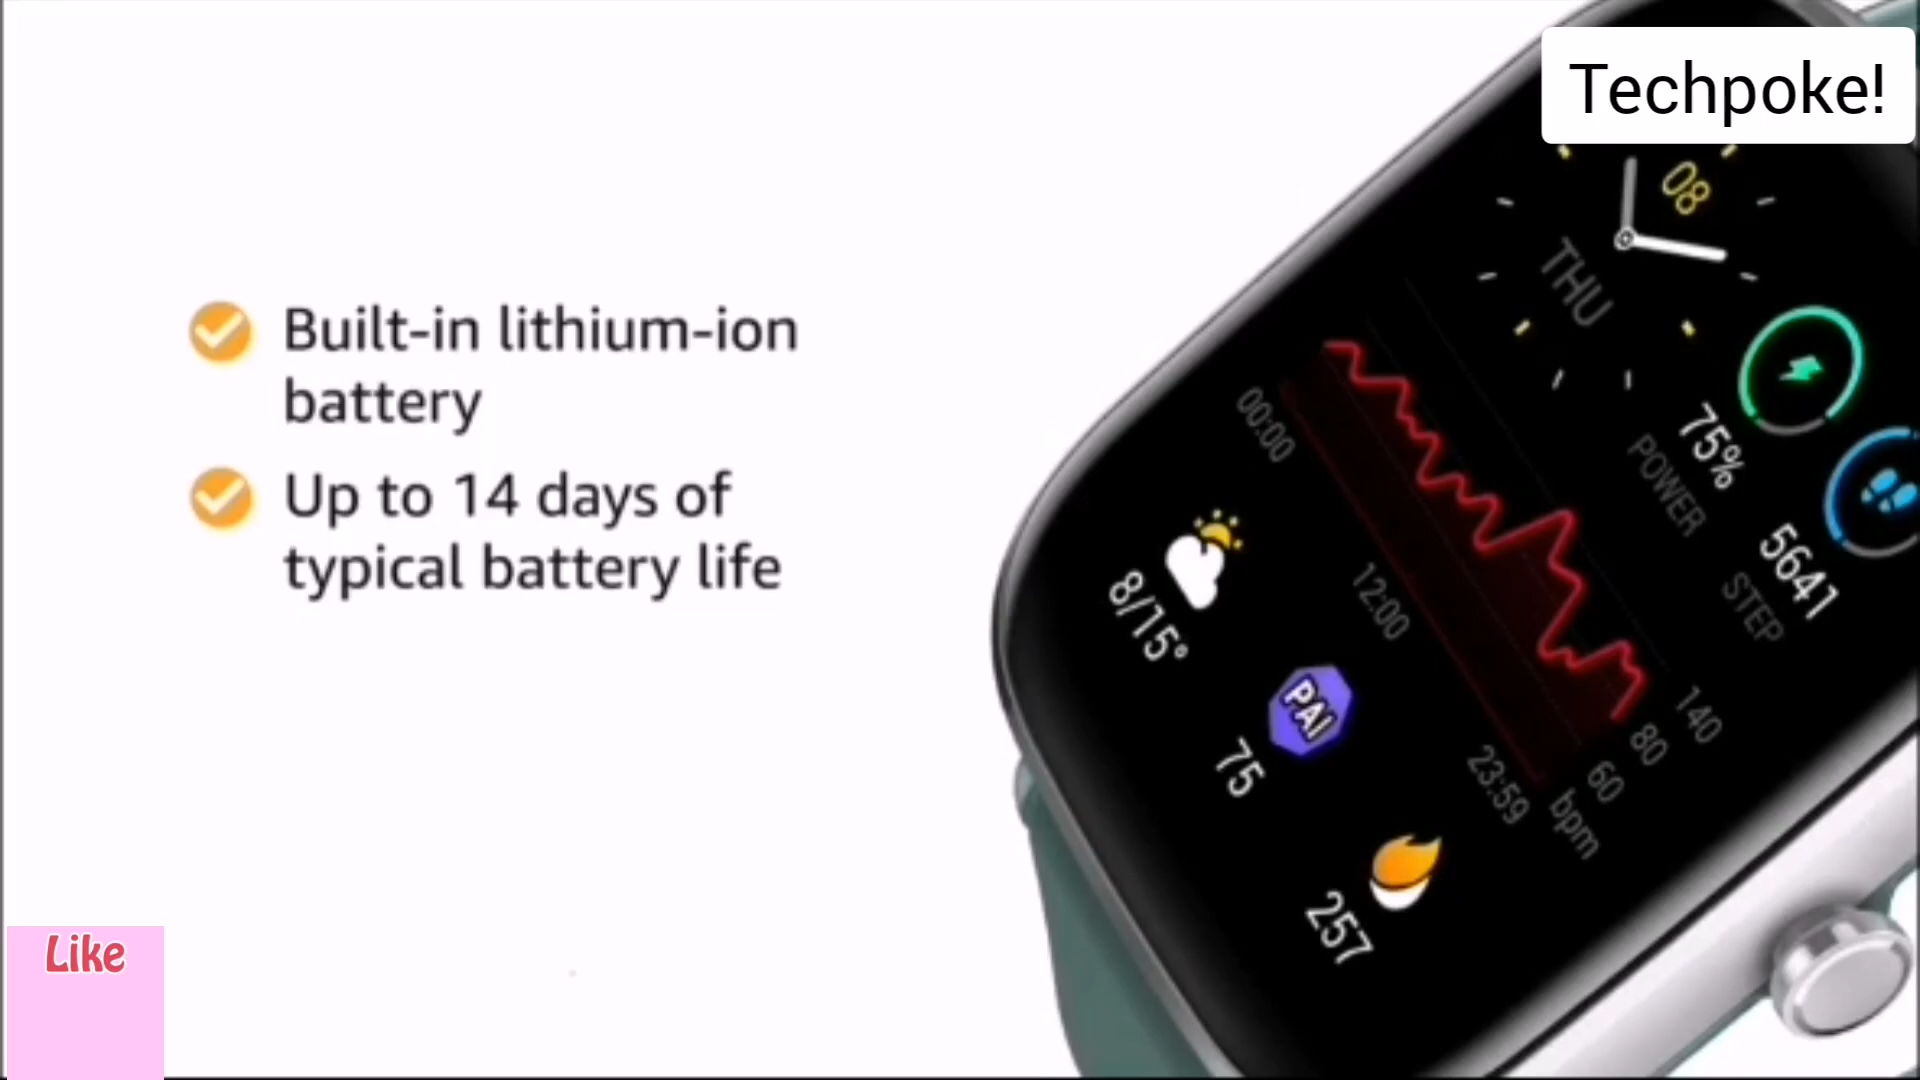 Techpoke!
Built-in lithium-ion
battery
Up to 14 days of
typical battery life
08
THU
75%
POWER
5641
STEP
00:00
12:00
23:59
140
80
60
bpm
8/15°
PAI
75
257
Like